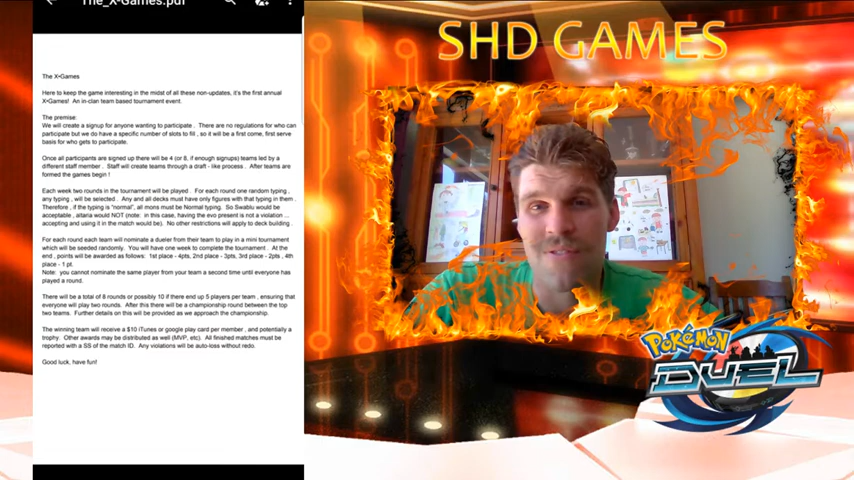 The_X-Games.pdf
SHD GAMES
The X•Games
Here to keep the game interesting in the midst of all these non-updates, it's the first annual
X•Games! An in-clan team based tournament event.
The premise:
We will create a signup for anyone wanting to participate . There are no regulations for who can
participate but we do have a specific number of slots to fill , so it will be a first come, first serve
basis for who gets to participate.
Once all participants are signed up there will be 4 (or 8, if enough signups) teams led by a
different staff member . Staff will create teams through a draft - like process . After teams are
formed the games begin !
Each week two rounds in the tournament will be played . For each round one random typing ,
any typing , will be selected . Any and all decks must have only figures with that typing in them .
Therefore , if the typing is "normal", all mons must be Normal typing. So Swablu would be
acceptable , altaria would NOT (note: in this case, having the evo present is not a violation ...
accepting and using it in the match would be). No other restrictions will apply to deck building .
For each round each team will nominate a dueler from their team to play in a mini tournament
which will be seeded randomly. You will have one week to complete the tournament . At the
end , points will be awarded as follows: 1st place - 4pts, 2nd place - 3pts, 3rd place - 2pts , 4th
place - 1 pt.
Note: you cannot nominate the same player from your team a second time until everyone has
played a round.
There will be a total of 8 rounds or possibly 10 if there end up 5 players per team , ensuring that
everyone will play two rounds. After this there will be a championship round between the top
two teams. Further details on this will be provided as we approach the championship.
The winning team will receive a $10 iTunes or google play card per member , and potentially a
trophy. Other awards may be distributed as well (MVP, etc). All finished matches must be
reported with a SS of the match ID. Any violations will be auto-loss without redo.
Good luck, have fun!
POKéMON
DUEL